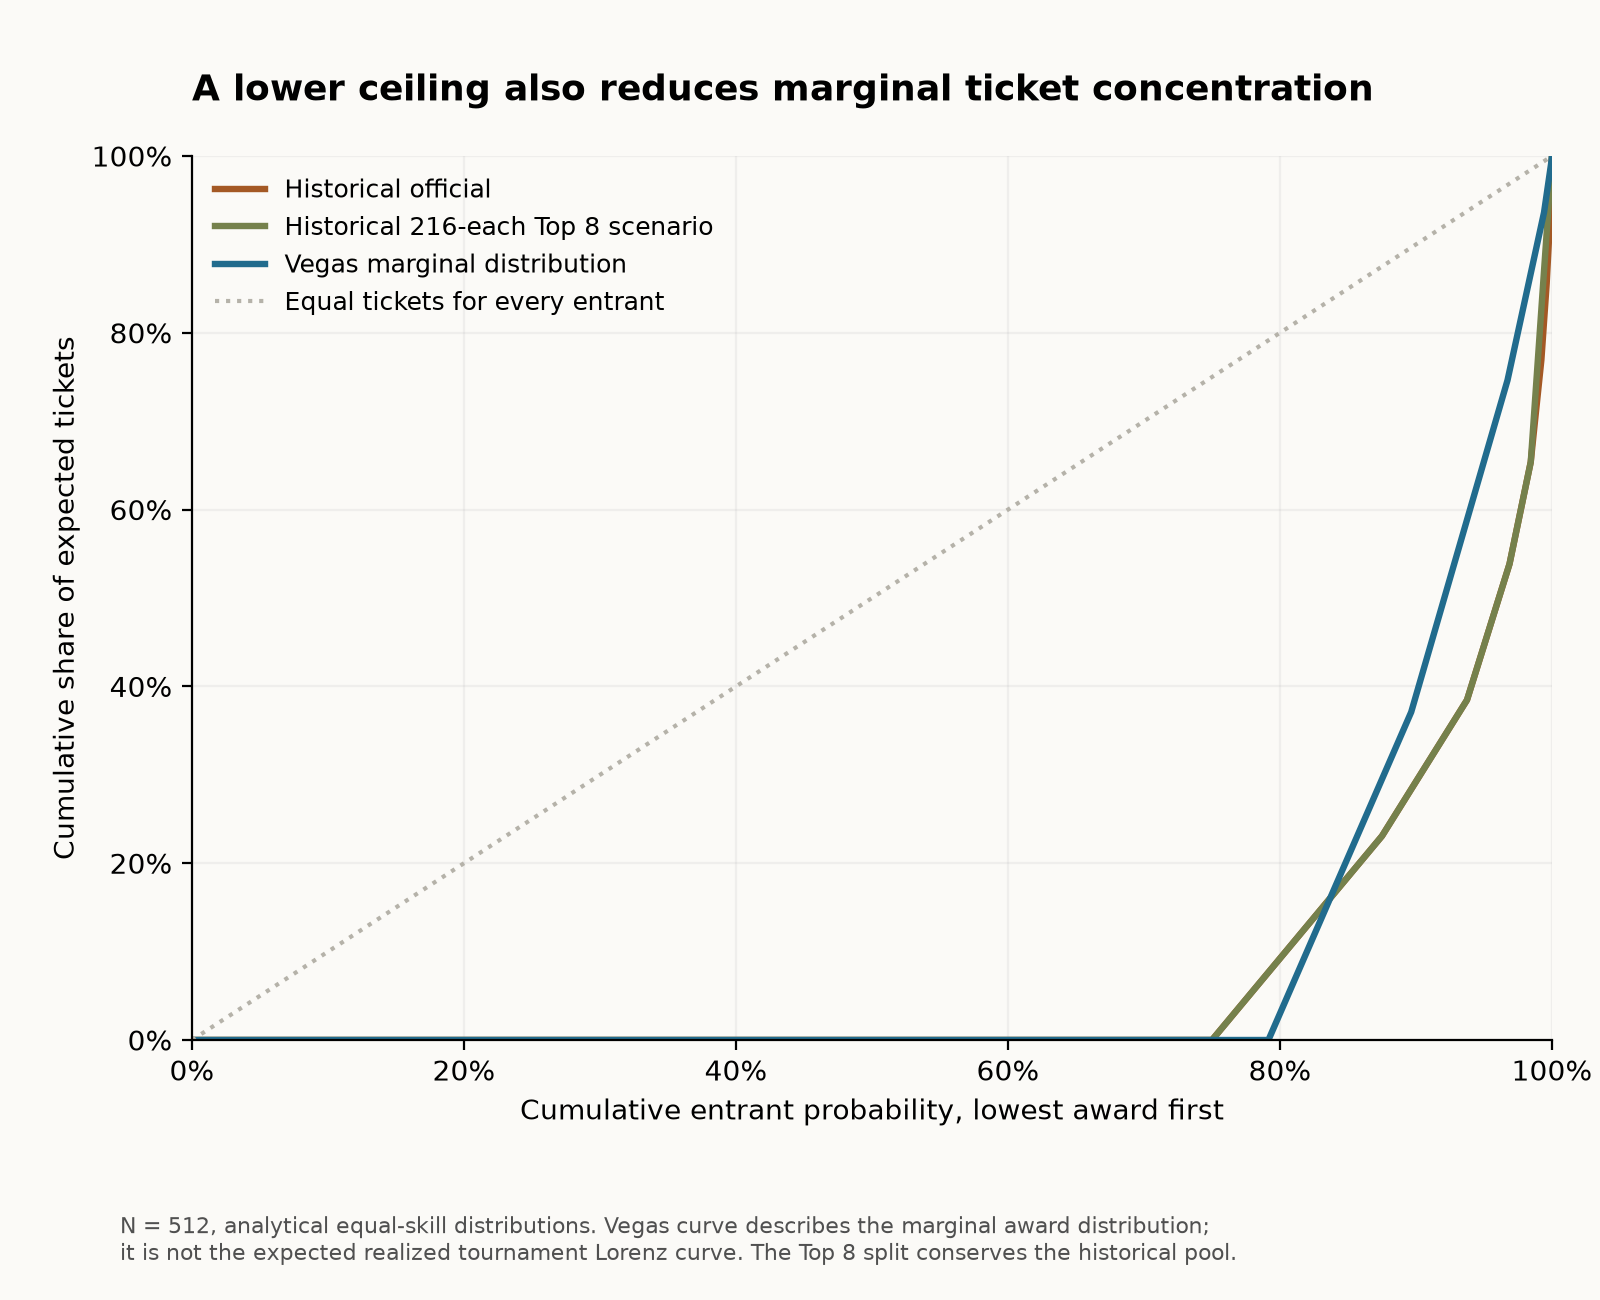 A lower ceiling also reduces marginal ticket concentration
100%
80%
60%
40%
20%
0%
Cumulative share of expected tickets
Historical official
Historical 216-each Top 8 scenario
Vegas marginal distribution
Equal tickets for every entrant
0%
20%
40%
60%
80%
100%
Cumulative entrant probability, lowest award first
N = 512, analytical equal-skill distributions. Vegas curve describes the marginal award distribution;
it is not the expected realized tournament Lorenz curve. The Top 8 split conserves the historical pool.